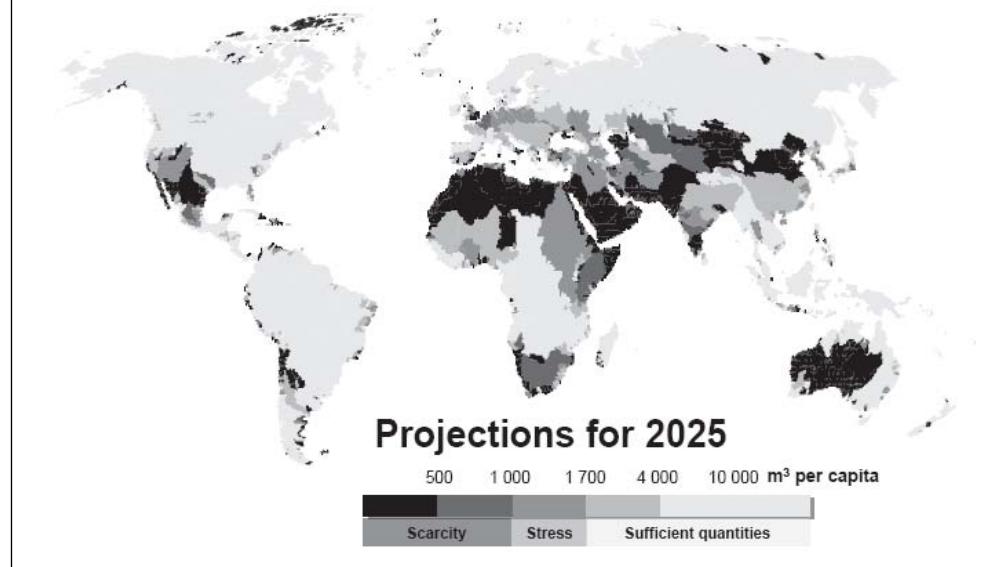 Projections for 2025
500 1 000 1 700 4 000 10 000 m³ per capita
Scarcity Stress Sufficient quantities